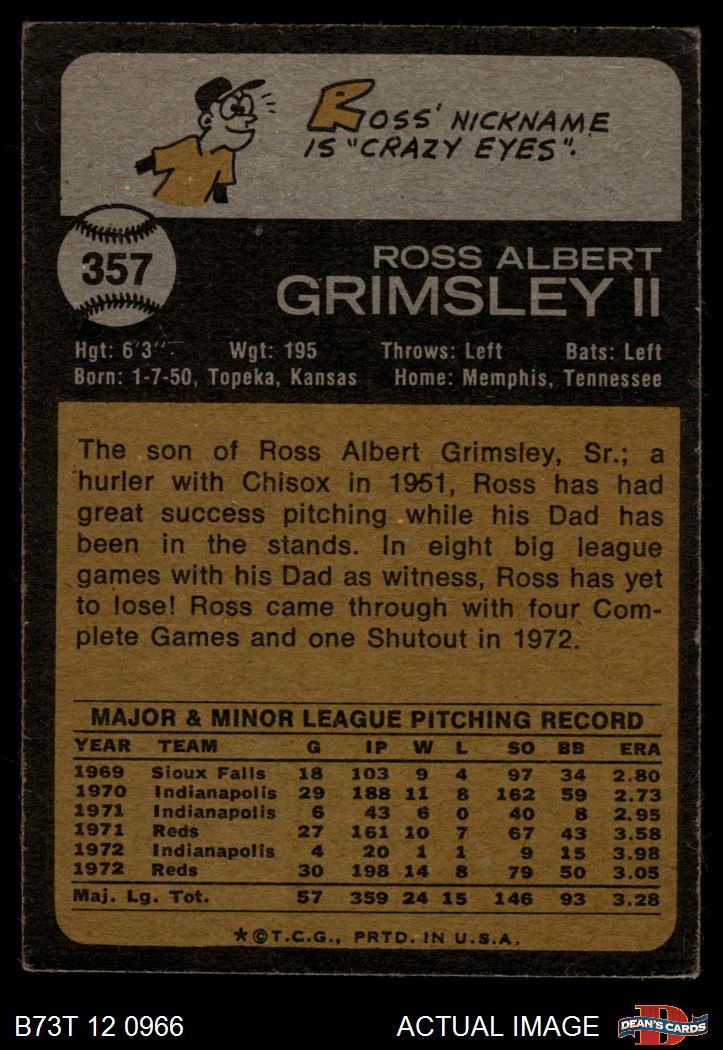 ROSS' NICKNAME
IS "CRAZY EYES".
357
ROSS ALBERT
GRIMSLEY II
Hgt: 6'3" Wgt: 195 Throws: Left Bats: Left
Born: 1-7-50, Topeka, Kansas Home: Memphis, Tennessee
The son of Ross Albert Grimsley, Sr.; a
hurler with Chisox in 1951, Ross has had
great success pitching while his Dad has
been in the stands. In eight big league
games with his Dad as witness, Ross has yet
to lose! Ross came through with four Com-
plete Games and one Shutout in 1972.
MAJOR & MINOR LEAGUE PITCHING RECORD
YEAR TEAM G IP W L SO BB ERA
1969 Sioux Falls 18 103 9 4 97 34 2.80
1970 Indianapolis 29 188 11 8 162 59 2.73
1971 Indianapolis 6 43 6 0 40 8 2.95
1971 Reds 27 161 10 7 67 43 3.58
1972 Indianapolis 4 20 1 1 9 15 3.98
1972 Reds 30 198 14 8 79 50 3.05
Maj. Lg. Tot. 57 359 24 15 146 93 3.28
*©T.C.G., PRTD. IN U.S.A.
B73T 12 0966 ACTUAL IMAGE DEAN'S CARDS